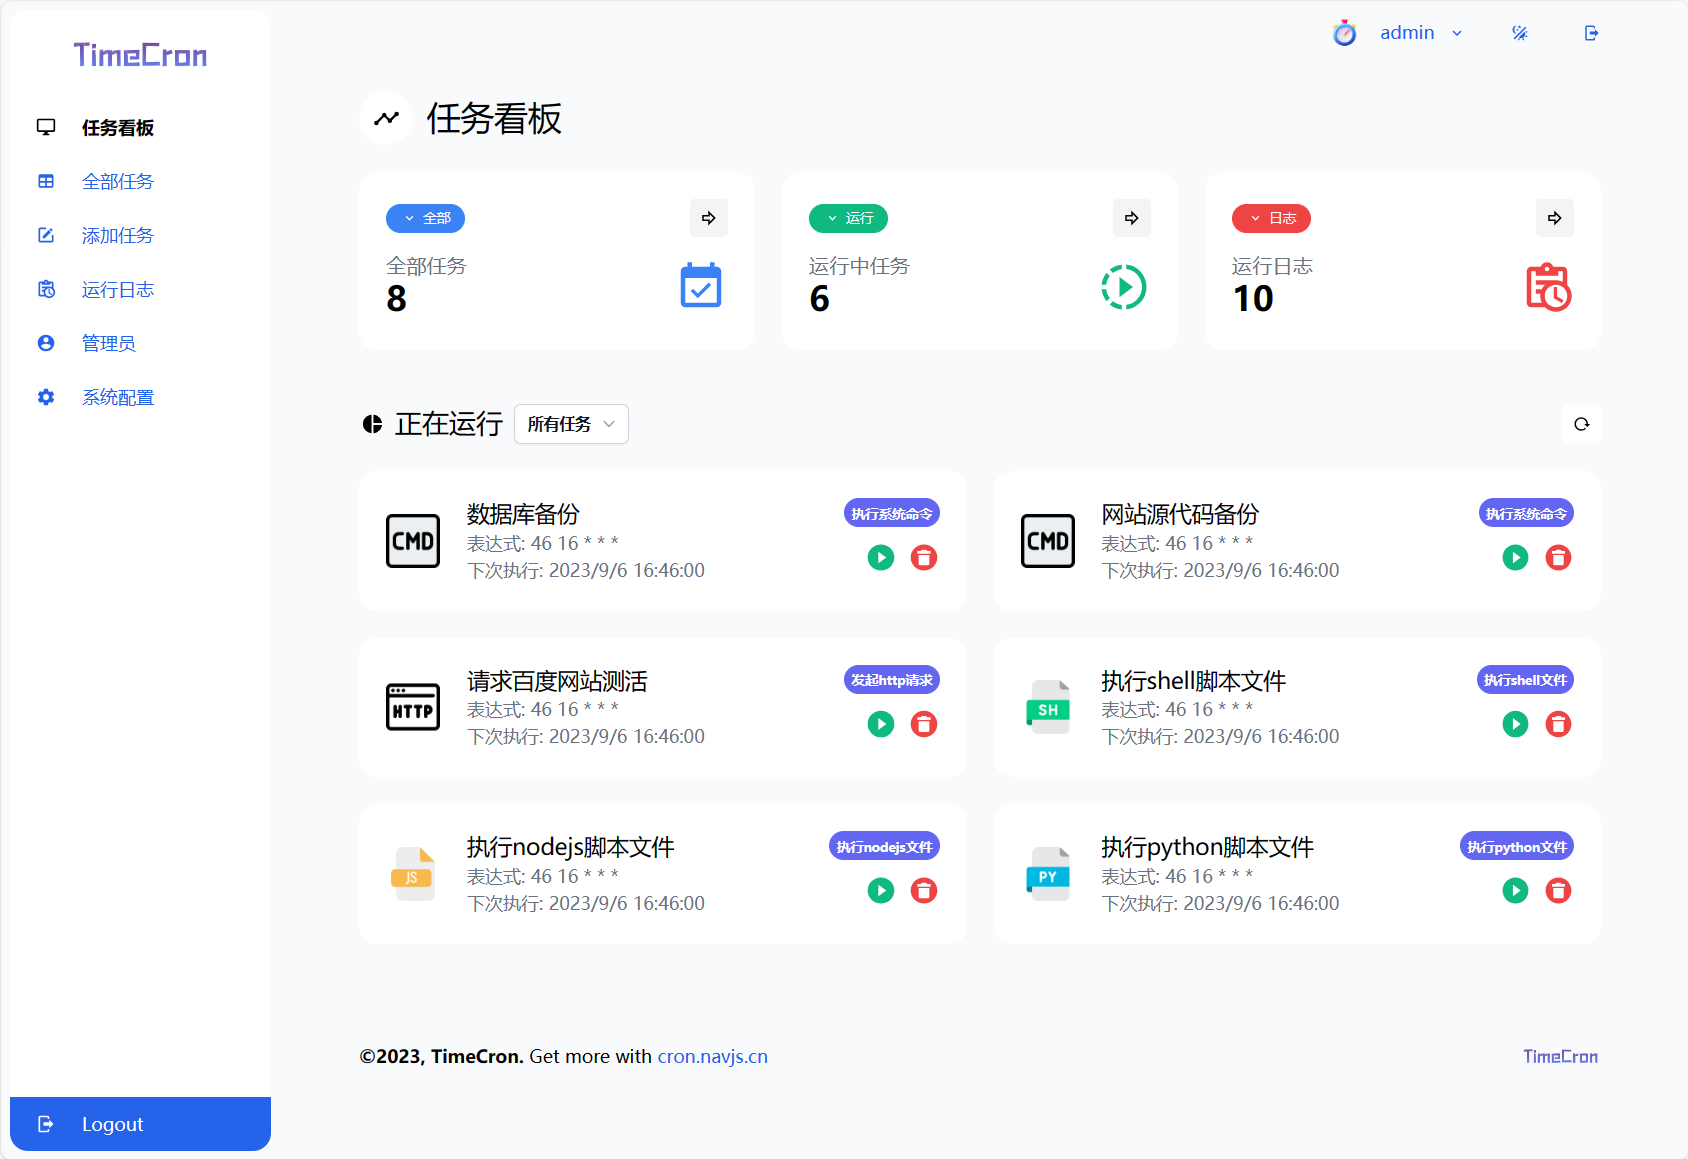 TimeCron
任务看板
全部任务
添加任务
运行日志
管理员
系统配置
Logout
admin
任务看板
全部
全部任务
8
运行
运行中任务
6
日志
运行日志
10
正在运行
所有任务
CMD
数据库备份
表达式: 46 16 * * *
下次执行: 2023/9/6 16:46:00
执行系统命令
CMD
网站源代码备份
表达式: 46 16 * * *
下次执行: 2023/9/6 16:46:00
执行系统命令
HTTP
请求百度网站测活
表达式: 46 16 * * *
下次执行: 2023/9/6 16:46:00
发起http请求
SH
执行shell脚本文件
表达式: 46 16 * * *
下次执行: 2023/9/6 16:46:00
执行shell文件
JS
执行nodejs脚本文件
表达式: 46 16 * * *
下次执行: 2023/9/6 16:46:00
执行nodejs文件
PY
执行python脚本文件
表达式: 46 16 * * *
下次执行: 2023/9/6 16:46:00
执行python文件
©2023, TimeCron. Get more with cron.navjs.cn
TimeCron